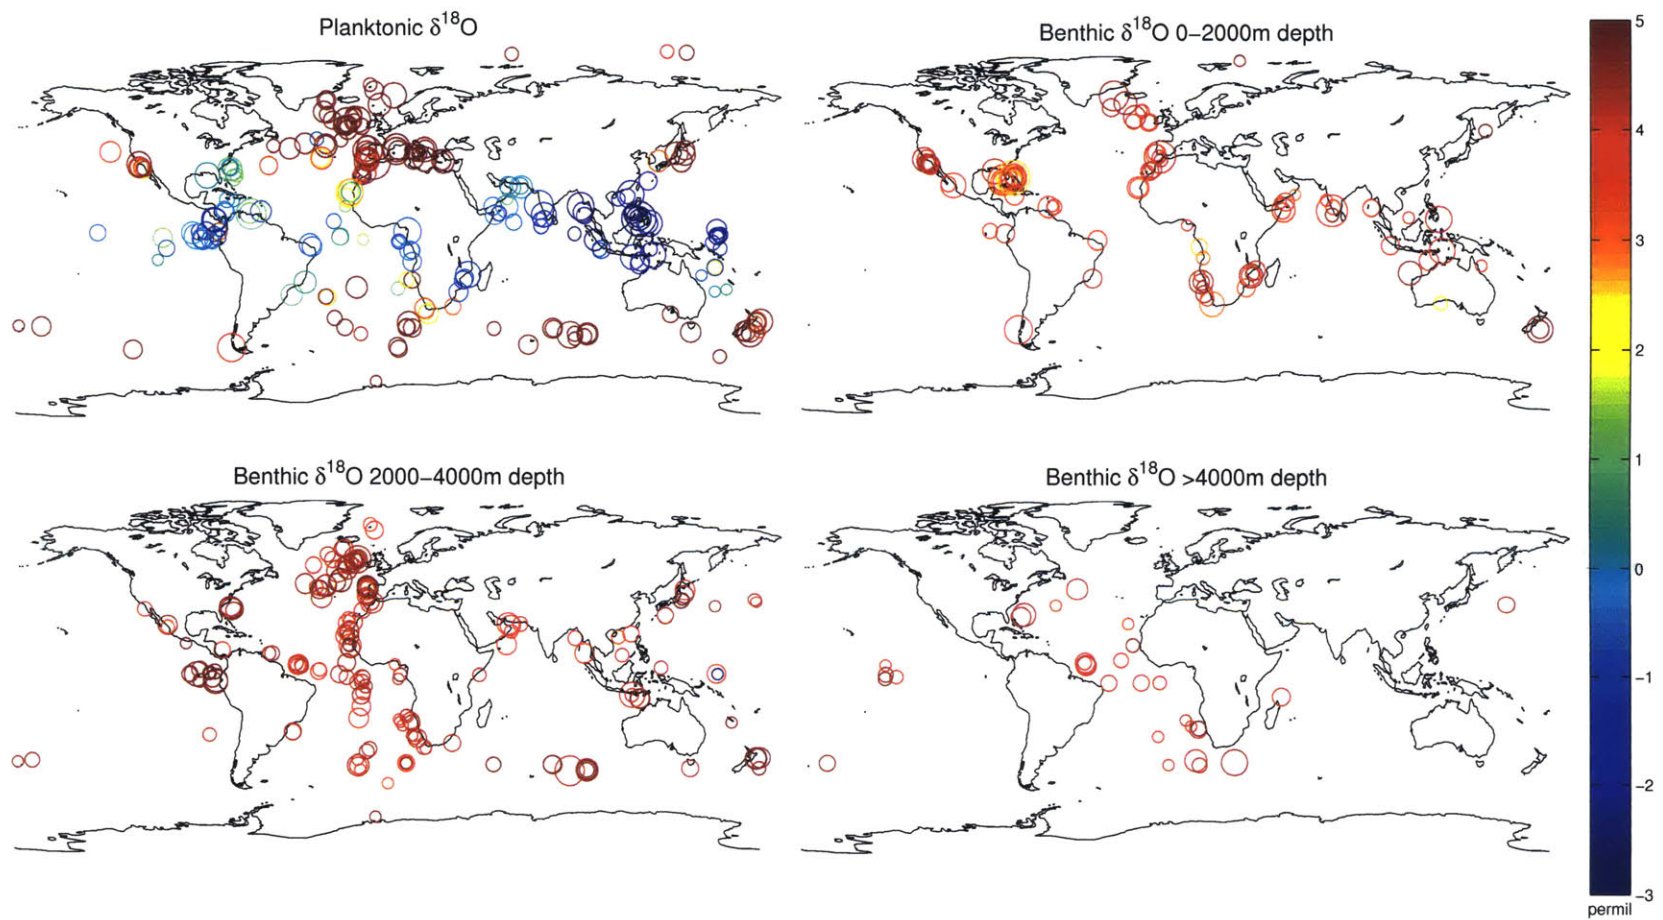 Planktonic δ¹⁸O
Benthic δ¹⁸O 0−2000m depth
Benthic δ¹⁸O 2000−4000m depth
Benthic δ¹⁸O >4000m depth
5
4
3
2
1
0
−1
−2
−3
permil